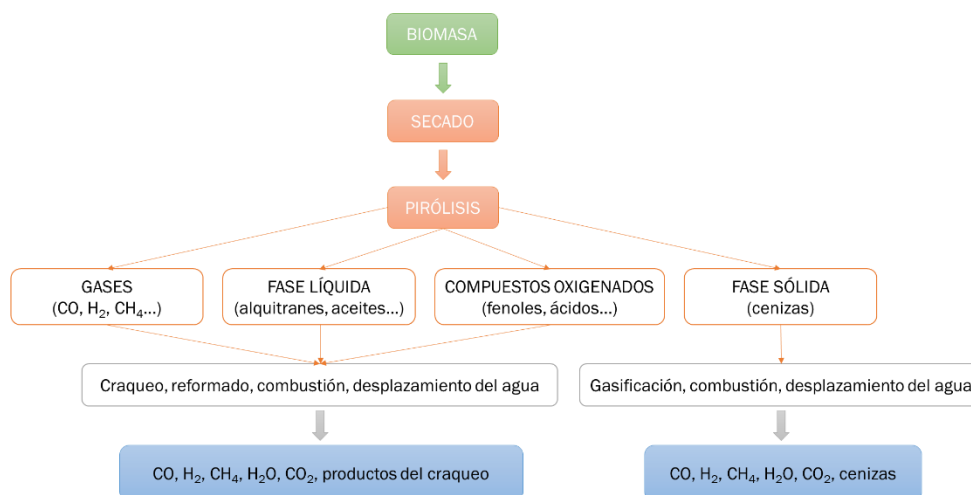 BIOMASA
SECADO
PIRÓLISIS
GASES
(CO, H₂, CH₄...)
FASE LÍQUIDA
(alquitranes, aceites...)
COMPUESTOS OXIGENADOS
(fenoles, ácidos...)
FASE SÓLIDA
(cenizas)
Craqueo, reformado, combustión, desplazamiento del agua
Gasificación, combustión, desplazamiento del agua
CO, H₂, CH₄, H₂O, CO₂, productos del craqueo
CO, H₂, CH₄, H₂O, CO₂, cenizas